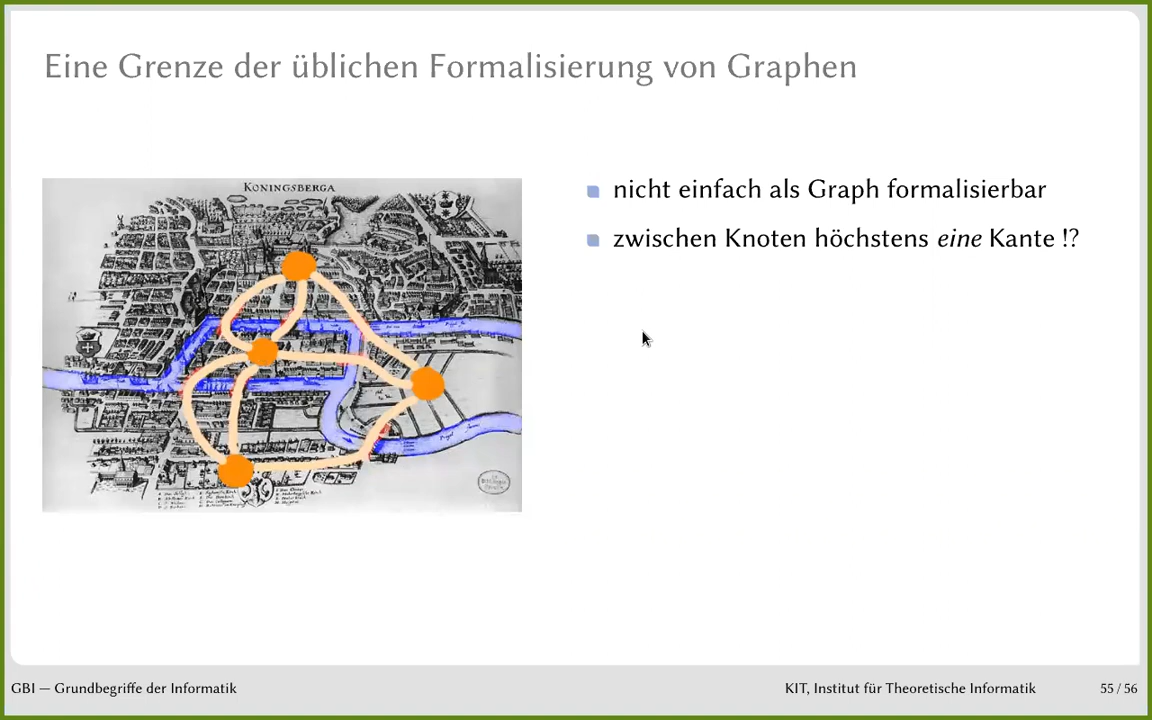 Eine Grenze der üblichen Formalisierung von Graphen
KONINGSBERGA
nicht einfach als Graph formalisierbar
zwischen Knoten höchstens eine Kante !?
GBI — Grundbegriffe der Informatik
KIT, Institut für Theoretische Informatik
55 / 56